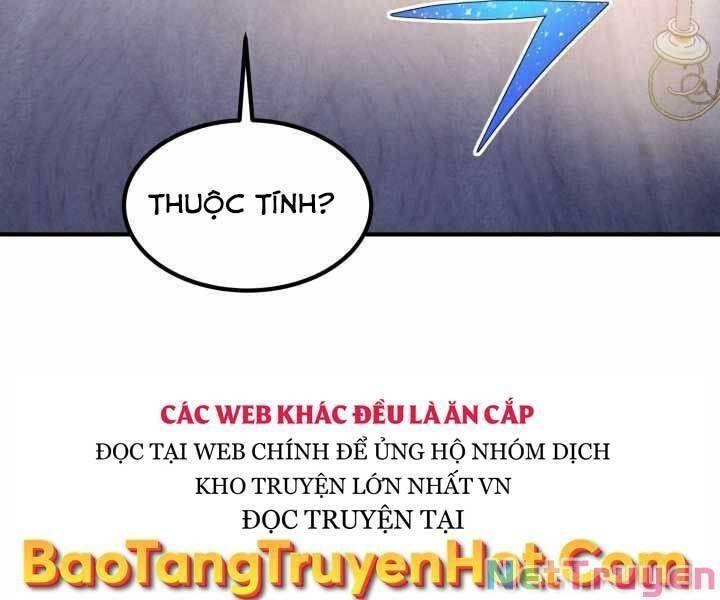 THUỘC TÍNH?
CÁC WEB KHÁC ĐỀU LÀ ĂN CẮP
ĐỌC TẠI WEB CHÍNH ĐỂ ỦNG HỘ NHÓM DỊCH
KHO TRUYỆN LỚN NHẤT VN
ĐỌC TRUYỆN TẠI
BaoTangTruyenHot.Com
NetTruyen